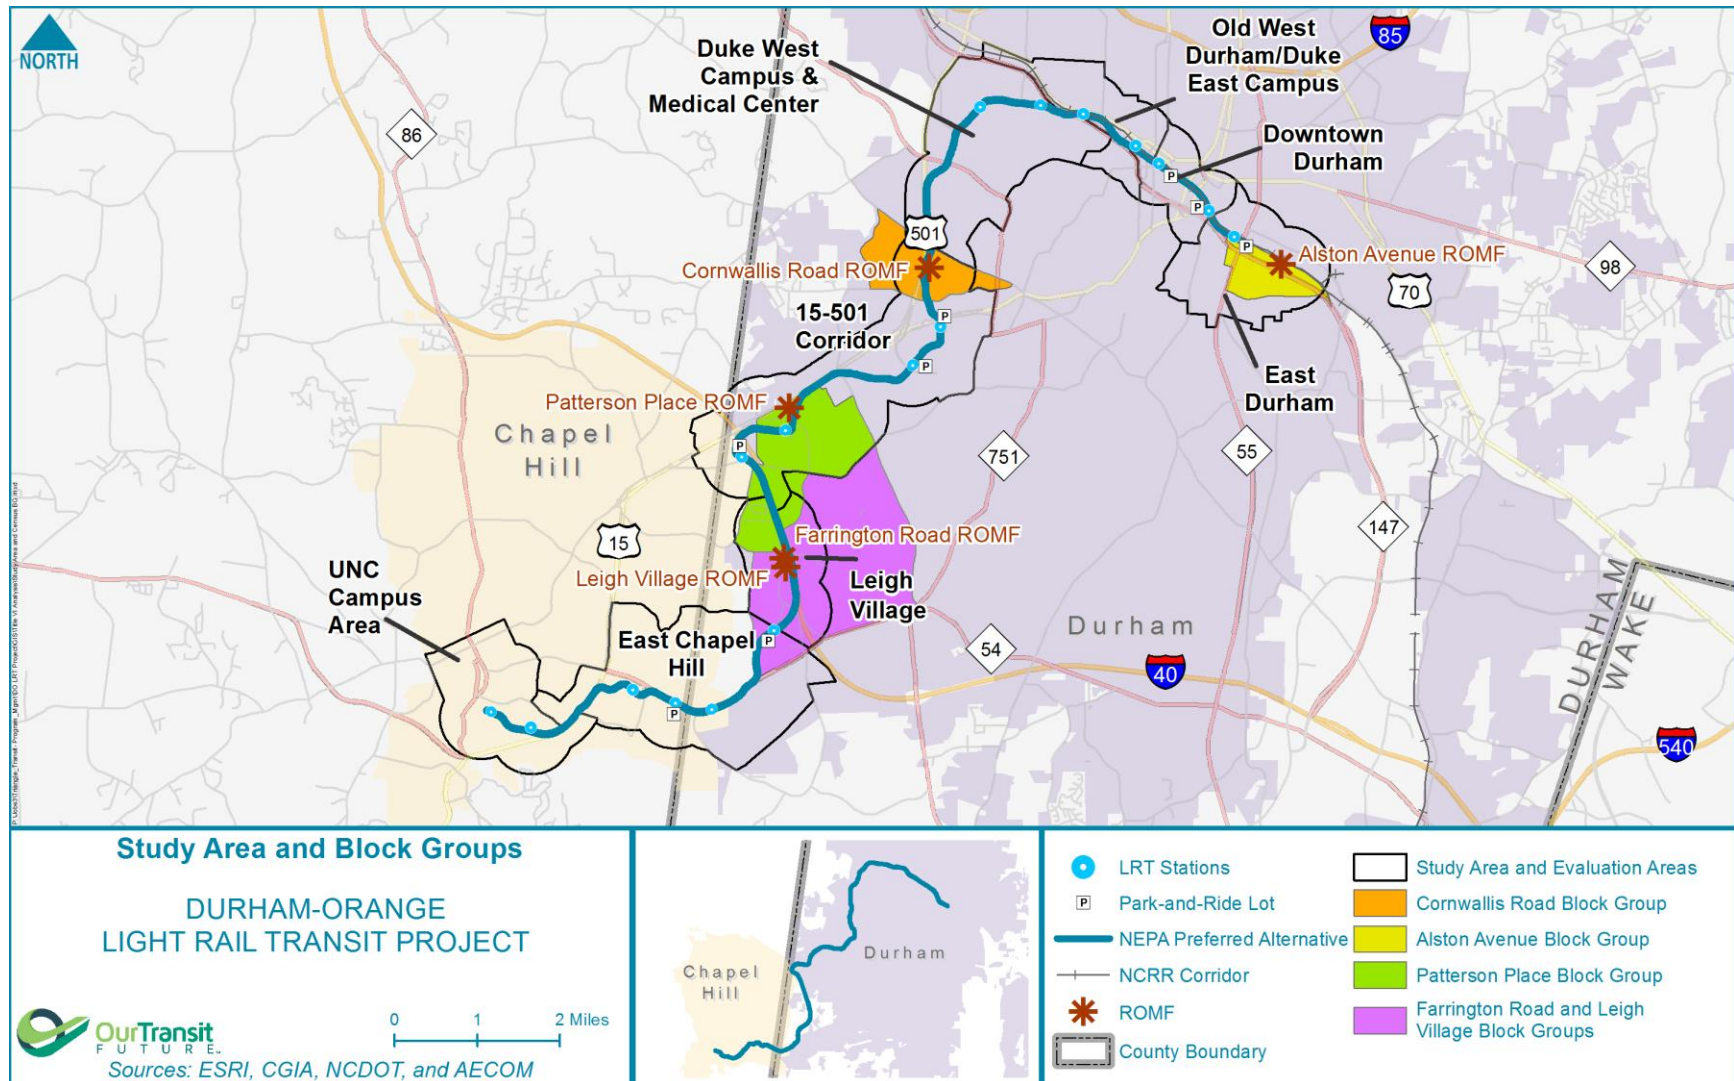 NORTH
86
Duke West
Campus &
Medical Center
Old West
Durham/Duke
East Campus
85
Downtown
Durham
501
Cornwallis Road ROMF
Alston Avenue ROMF
98
70
15-501
Corridor
East
Durham
Patterson Place ROMF
Chapel
Hill
751
55
147
15
Farrington Road ROMF
Leigh Village ROMF
Leigh
Village
UNC
Campus
Area
East Chapel
Hill
54
Durham
40
DURHAM
WAKE
540
Study Area and Block Groups
DURHAM-ORANGE
LIGHT RAIL TRANSIT PROJECT
OurTransit
FUTURE
0 1 2 Miles
Sources: ESRI, CGIA, NCDOT, and AECOM
Durham
Chapel
Hill
LRT Stations
P Park-and-Ride Lot
NEPA Preferred Alternative
NCRR Corridor
ROMF
County Boundary
Study Area and Evaluation Areas
Cornwallis Road Block Group
Alston Avenue Block Group
Patterson Place Block Group
Farrington Road and Leigh
Village Block Groups